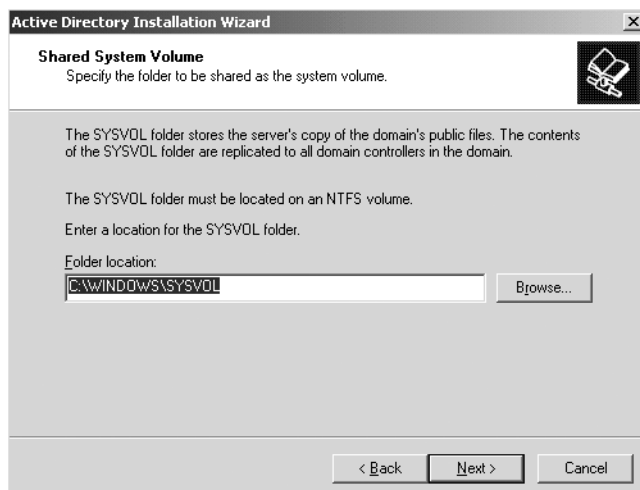 Active Directory Installation Wizard
Shared System Volume
Specify the folder to be shared as the system volume.
The SYSVOL folder stores the server's copy of the domain's public files. The contents
of the SYSVOL folder are replicated to all domain controllers in the domain.
The SYSVOL folder must be located on an NTFS volume.
Enter a location for the SYSVOL folder.
Folder location:
C:\WINDOWS\SYSVOL
Browse...
< Back
Next >
Cancel